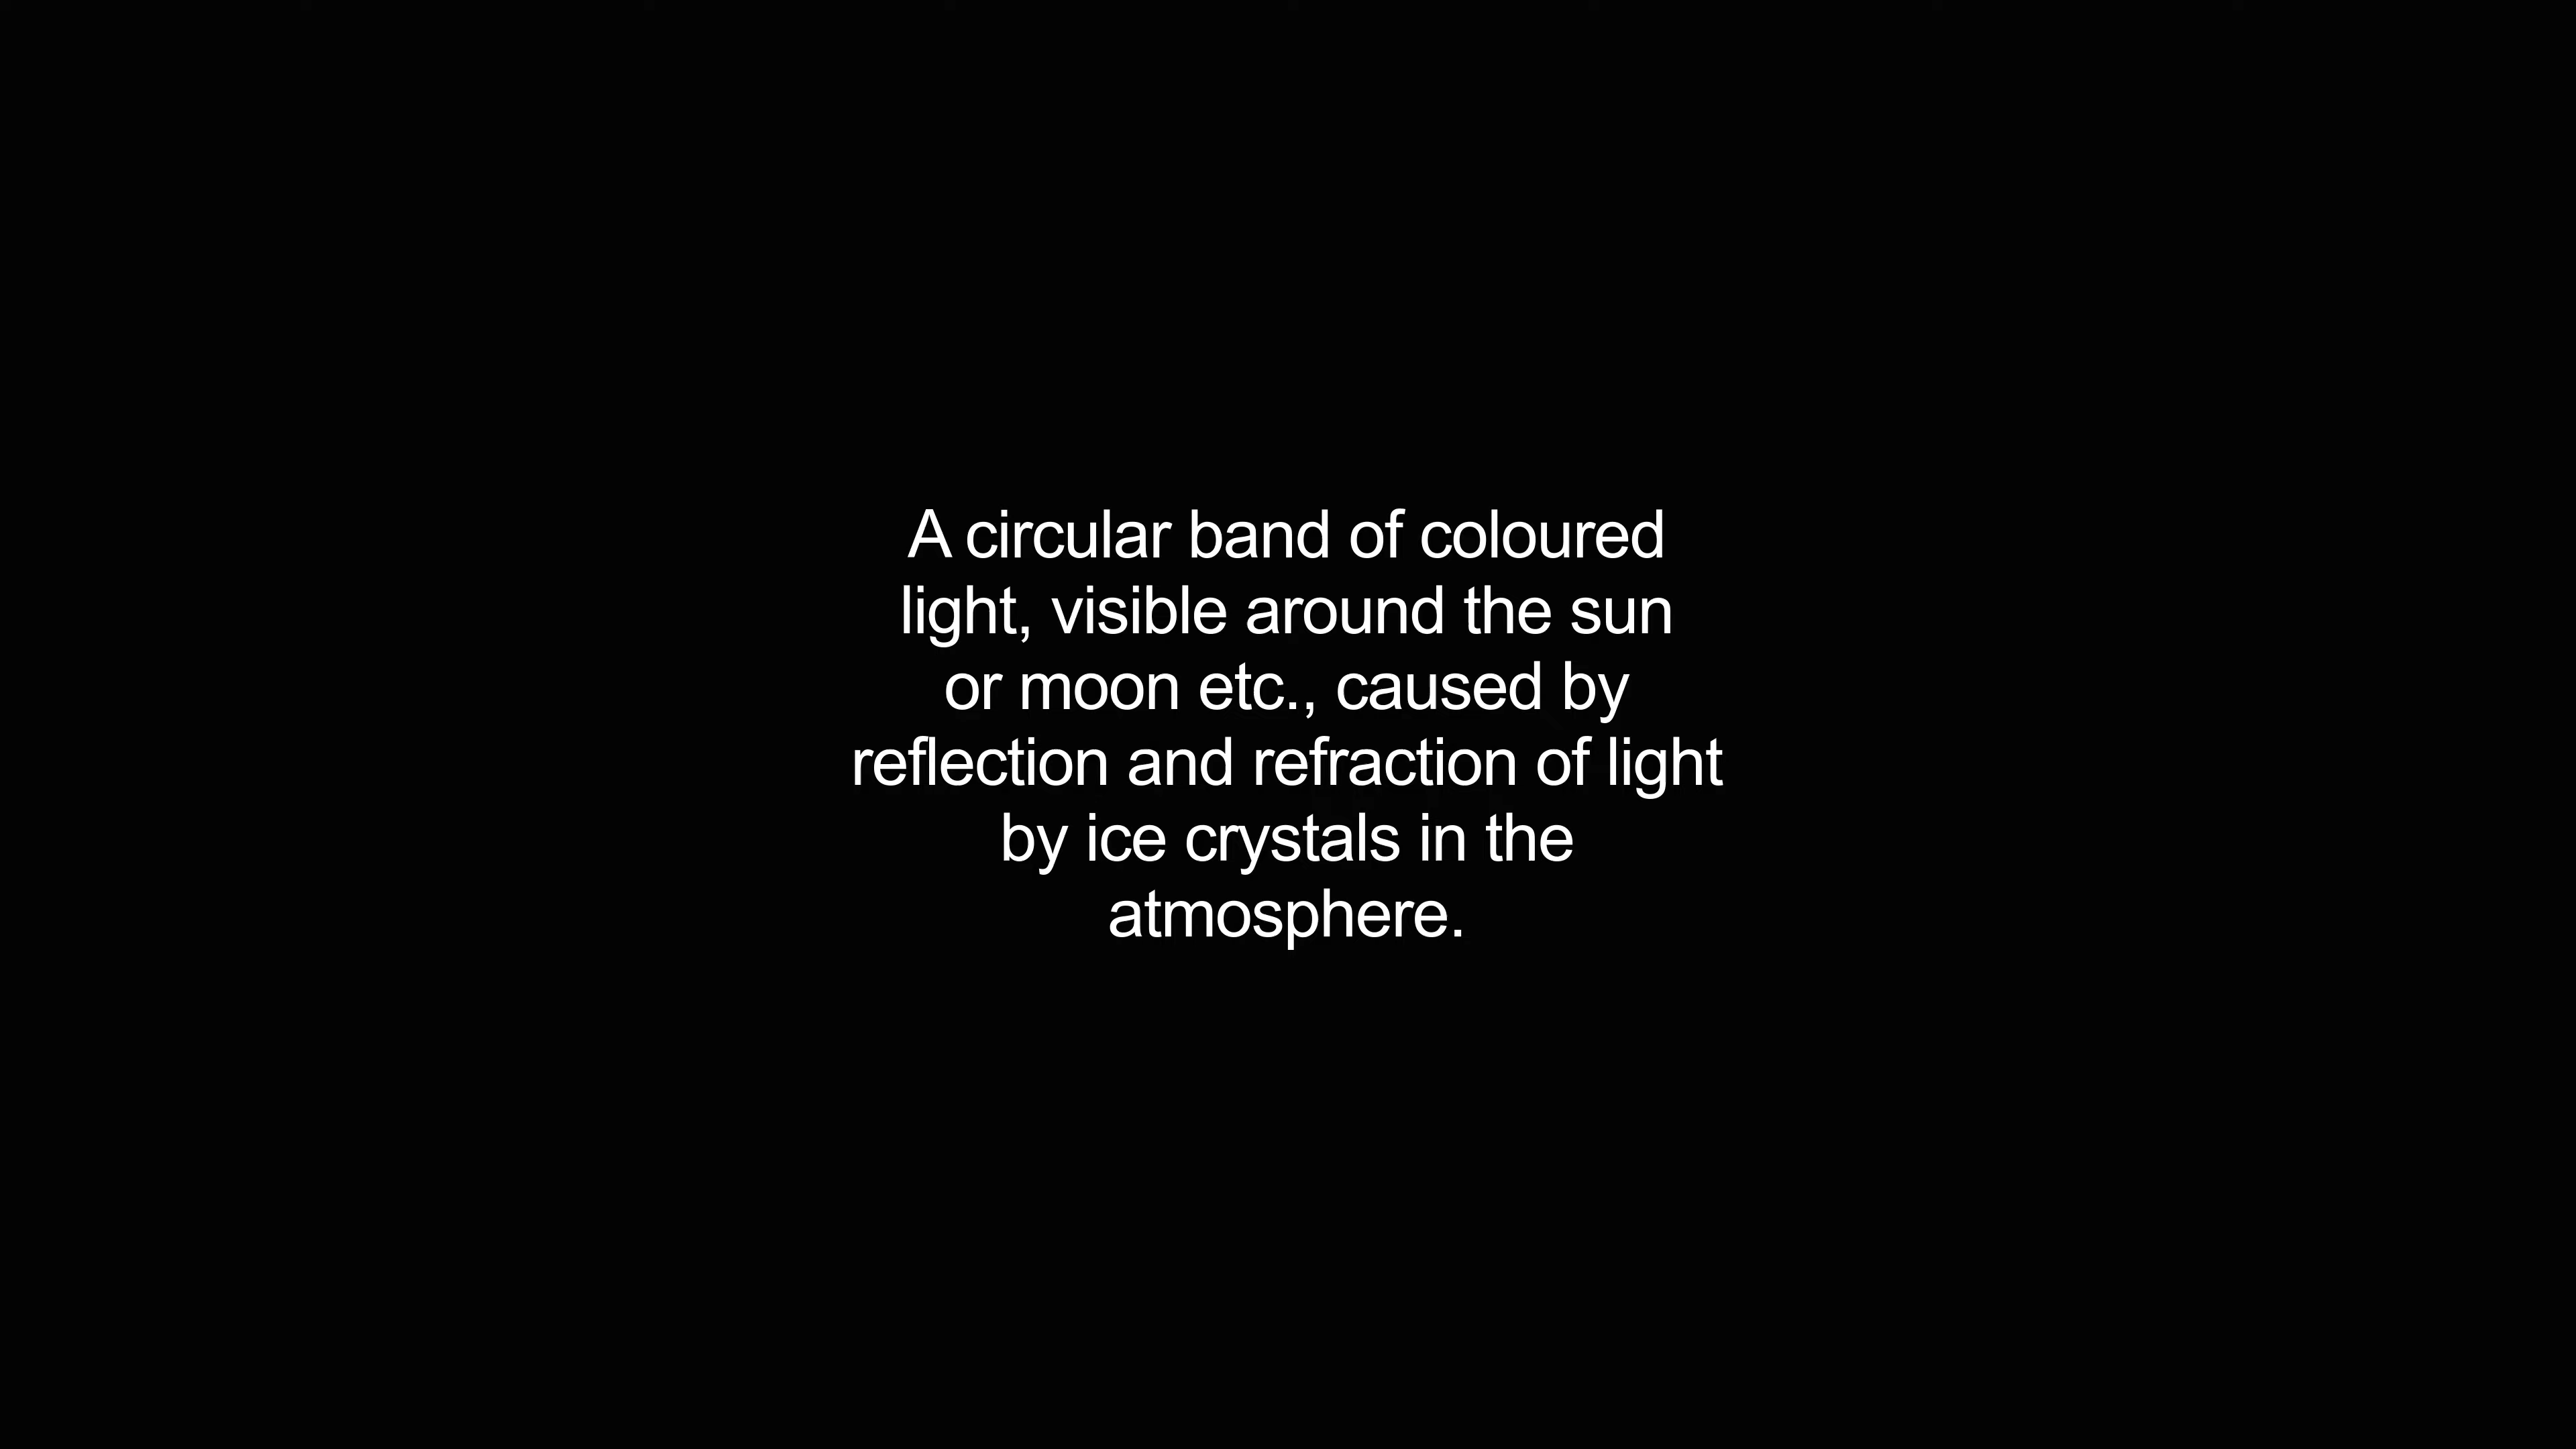 A circular band of coloured
light, visible around the sun
or moon etc., caused by
reflection and refraction of light
by ice crystals in the
atmosphere.